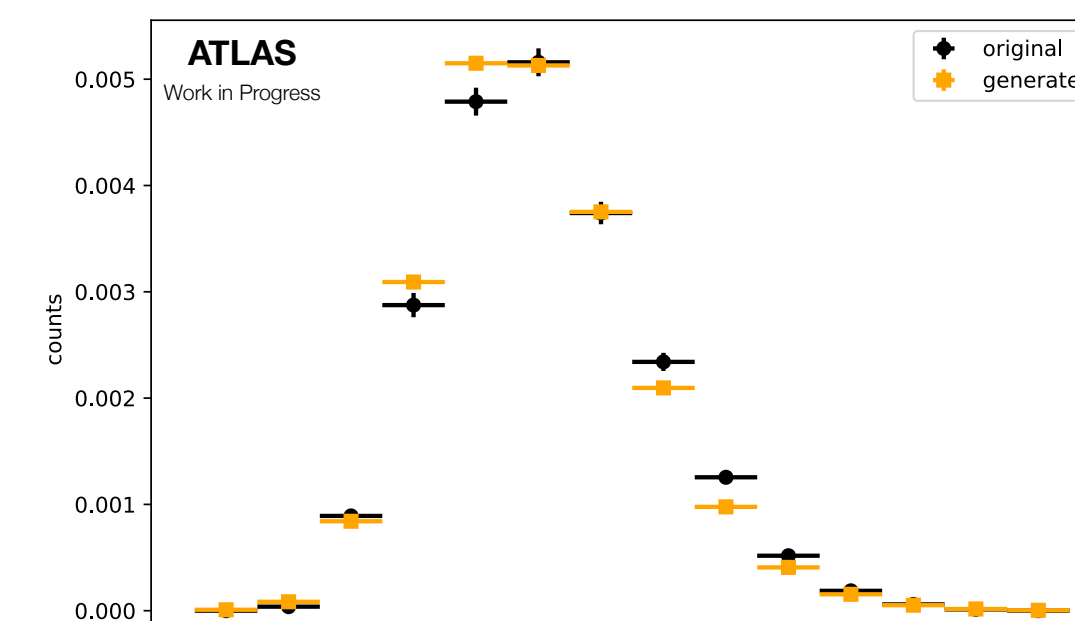 ATLAS
Work in Progress
original
generate
counts
0.005
0.004
0.003
0.002
0.001
0.000